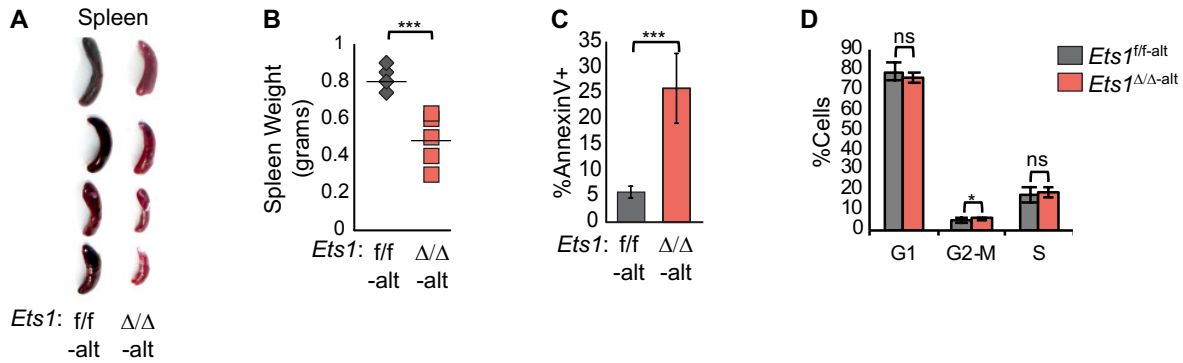 A
Spleen
Ets1: f/f Δ/Δ
-alt -alt
B
***
Spleen Weight
(grams)
1
0.8
0.6
0.4
0.2
0
Ets1: f/f Δ/Δ
-alt -alt
C
***
%AnnexinV+
35
30
25
20
15
10
5
0
Ets1: f/f Δ/Δ
-alt -alt
D
%Cells
90
80
70
60
50
40
30
20
10
0
ns
*
ns
G1 G2-M S
Ets1f/f-alt
Ets1Δ/Δ-alt